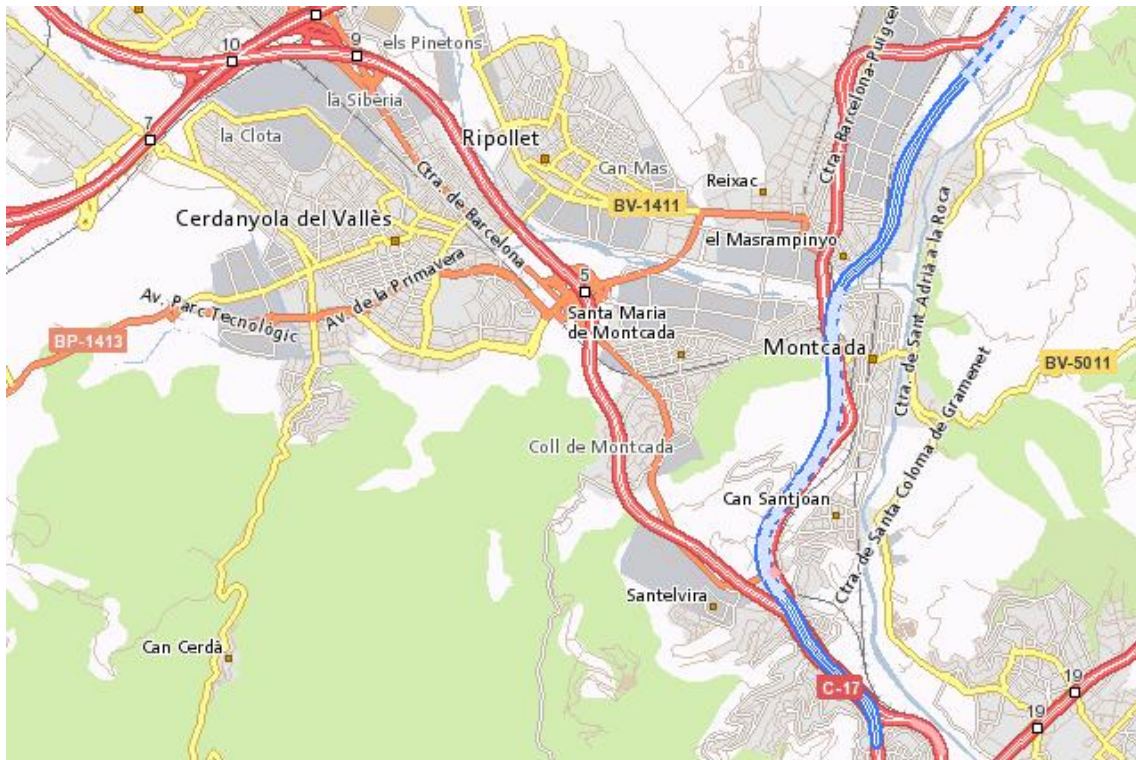 10
9
els Pinetons
la Sibèria
7
la Clota
Ripollet
Can Mas
Ctra. Barcelona-Puigcer
Reixac
BV-1411
Cerdanyola del Vallès
Ctra. de Barcelona
el Masrampinyo
Av. de la Primavera
5
Av. Parc Tecnològic
Santa Maria
de Montcada
BP-1413
Montcada
Ctra. de Sant Adrià a la Roca
BV-5011
Coll de Montcada
Can Santjoan
Ctra. de Santa Coloma de Gramenet
Santelvira
Can Cerdà
C-17
19
19